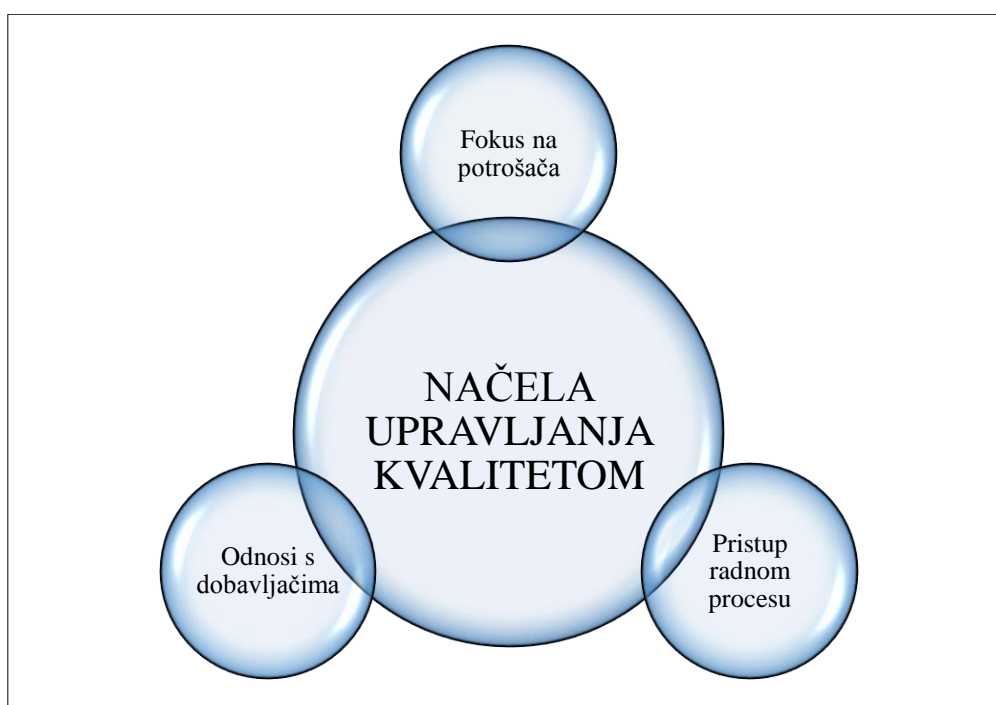 Fokus na
potrošača
NAČELA
UPRAVLJANJA
KVALITETOM
Odnosi s
dobavljačima
Pristup
radnom
procesu